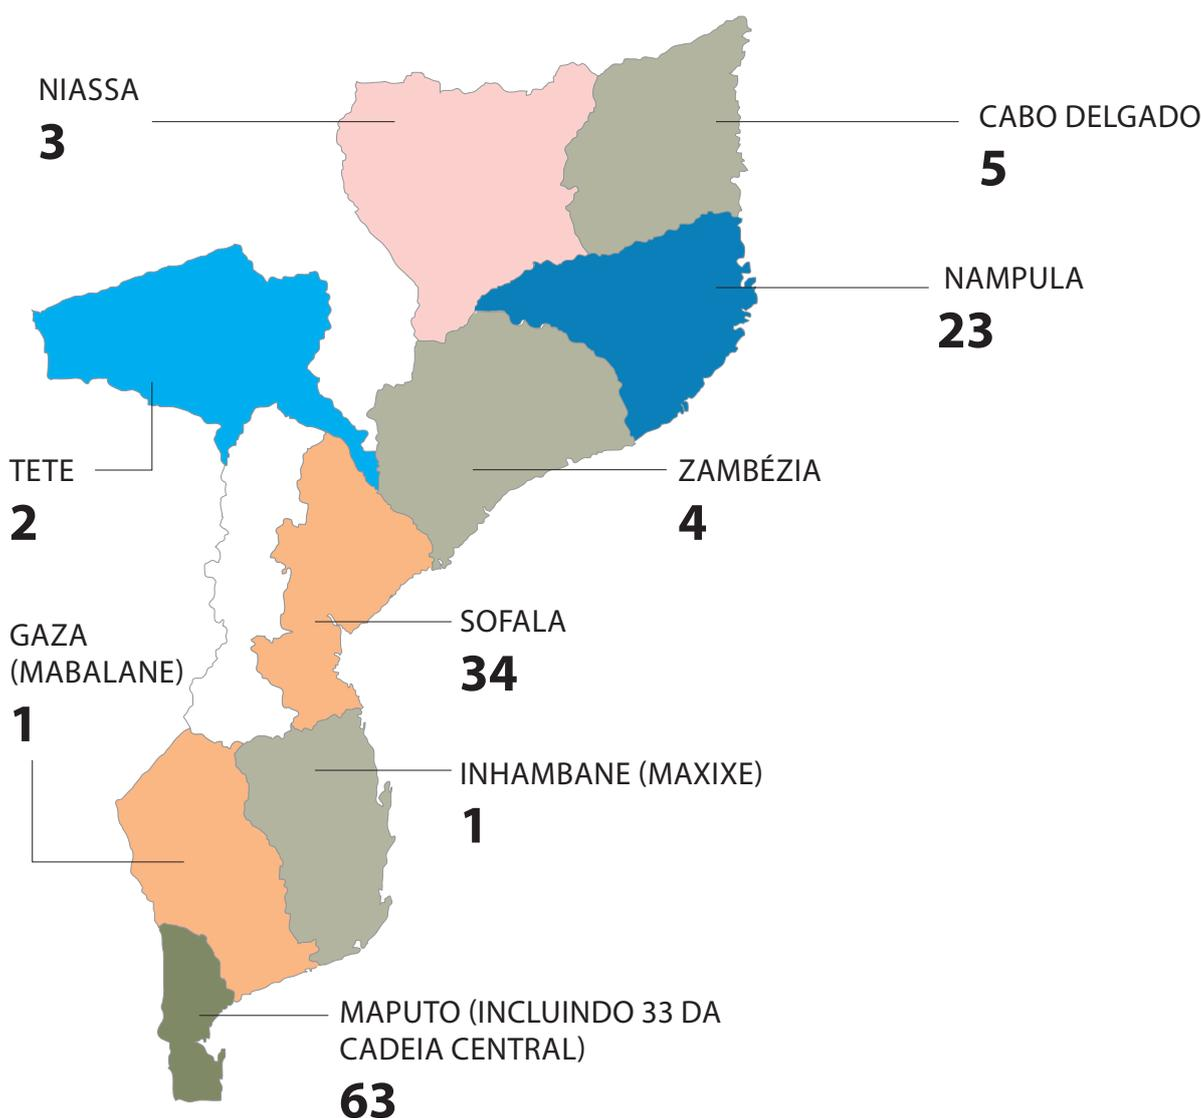 NIASSA
3
CABO DELGADO
5
NAMPULA
23
TETE
2
ZAMBÉZIA
4
GAZA
(MABALANE)
1
SOFALA
34
INHAMBANE (MAXIXE)
1
MAPUTO (INCLUINDO 33 DA
CADEIA CENTRAL)
63